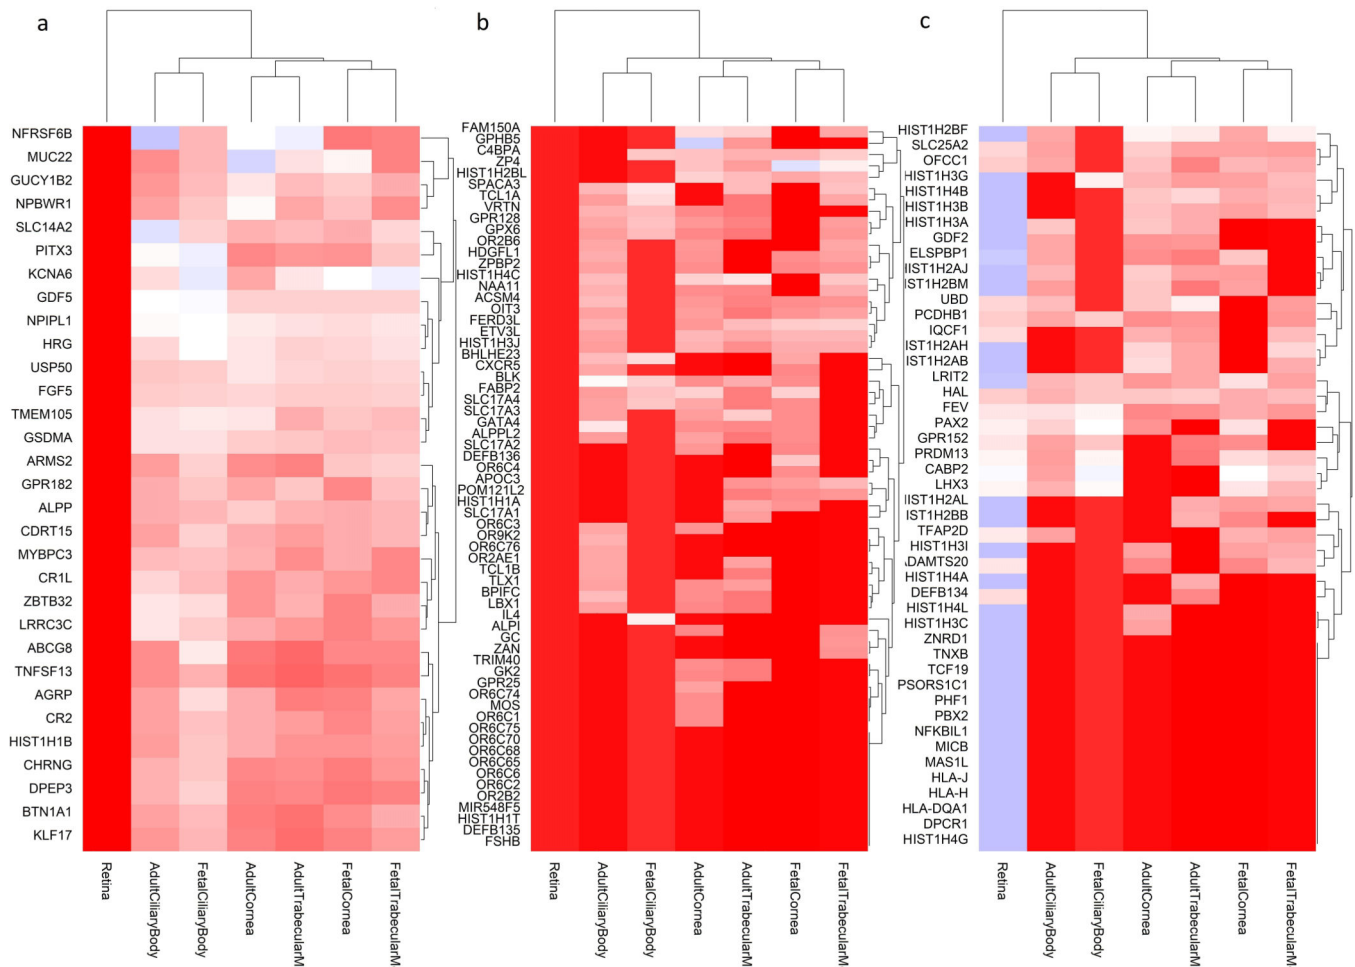 a
NFRSF6B
MUC22
GUCY1B2
NPBWR1
SLC14A2
PITX3
KCNA6
GDF5
NPIPL1
HRG
USP50
FGF5
TMEM105
GSDMA
ARMS2
GPR182
ALPP
CDRT15
MYBPC3
CR1L
ZBTB32
LRRC3C
ABCG8
TNFSF13
AGRP
CR2
HIST1H1B
CHRNG
DPEP3
BTN1A1
KLF17
Retina
AdultCiliaryBody
FetalCiliaryBody
AdultCornea
AdultTrabecularM
FetalCornea
FetalTrabecularM
b
FAM150A
GPHB5
C4BPA
ZP4
HIST1H2BL
SPACA3
TCL1A
VRTN
GPR128
GPX6
OR2B6
HDGFL1
ZPBP2
HIST1H4C
NAA11
ACSM4
OIT3
FERD3L
ETV3L
HIST1H3J
BHLHE23
CXCR5
BLK
FABP2
SLC17A4
SLC17A3
GATA4
ALPPL2
SLC17A2
DEFB136
OR6C4
APOC3
POM121L2
HIST1H1A
SLC17A1
OR6C3
OR9K2
OR6C76
OR2AE1
TCL1B
TLX1
BPIFC
LBX1
IL4
ALPI
GC
ZAN
TRIM40
GK2
GPR25
OR6C74
MOS
OR6C1
OR6C75
OR6C70
OR6C68
OR6C65
OR6C6
OR6C2
OR2B2
MIR548F5
HIST1H1T
DEFB135
FSHB
Retina
AdultCiliaryBody
FetalCiliaryBody
AdultCornea
AdultTrabecularM
FetalCornea
FetalTrabecularM
c
HIST1H2BF
SLC25A2
OFCC1
HIST1H3G
HIST1H4B
HIST1H3B
HIST1H3A
GDF2
ELSPBP1
IIST1H2AJ
IST1H2BM
UBD
PCDHB1
IQCF1
IST1H2AH
IST1H2AB
LRIT2
HAL
FEV
PAX2
GPR152
PRDM13
CABP2
LHX3
IIST1H2AL
IST1H2BB
TFAP2D
HIST1H3I
ADAMTS20
HIST1H4A
DEFB134
HIST1H4L
HIST1H3C
ZNRD1
TNXB
TCF19
PSORS1C1
PHF1
PBX2
NFKBIL1
MICB
MAS1L
HLA-J
HLA-H
HLA-DQA1
DPCR1
HIST1H4G
Retina
AdultCiliaryBody
FetalCiliaryBody
AdultCornea
AdultTrabecularM
FetalCornea
FetalTrabecularM